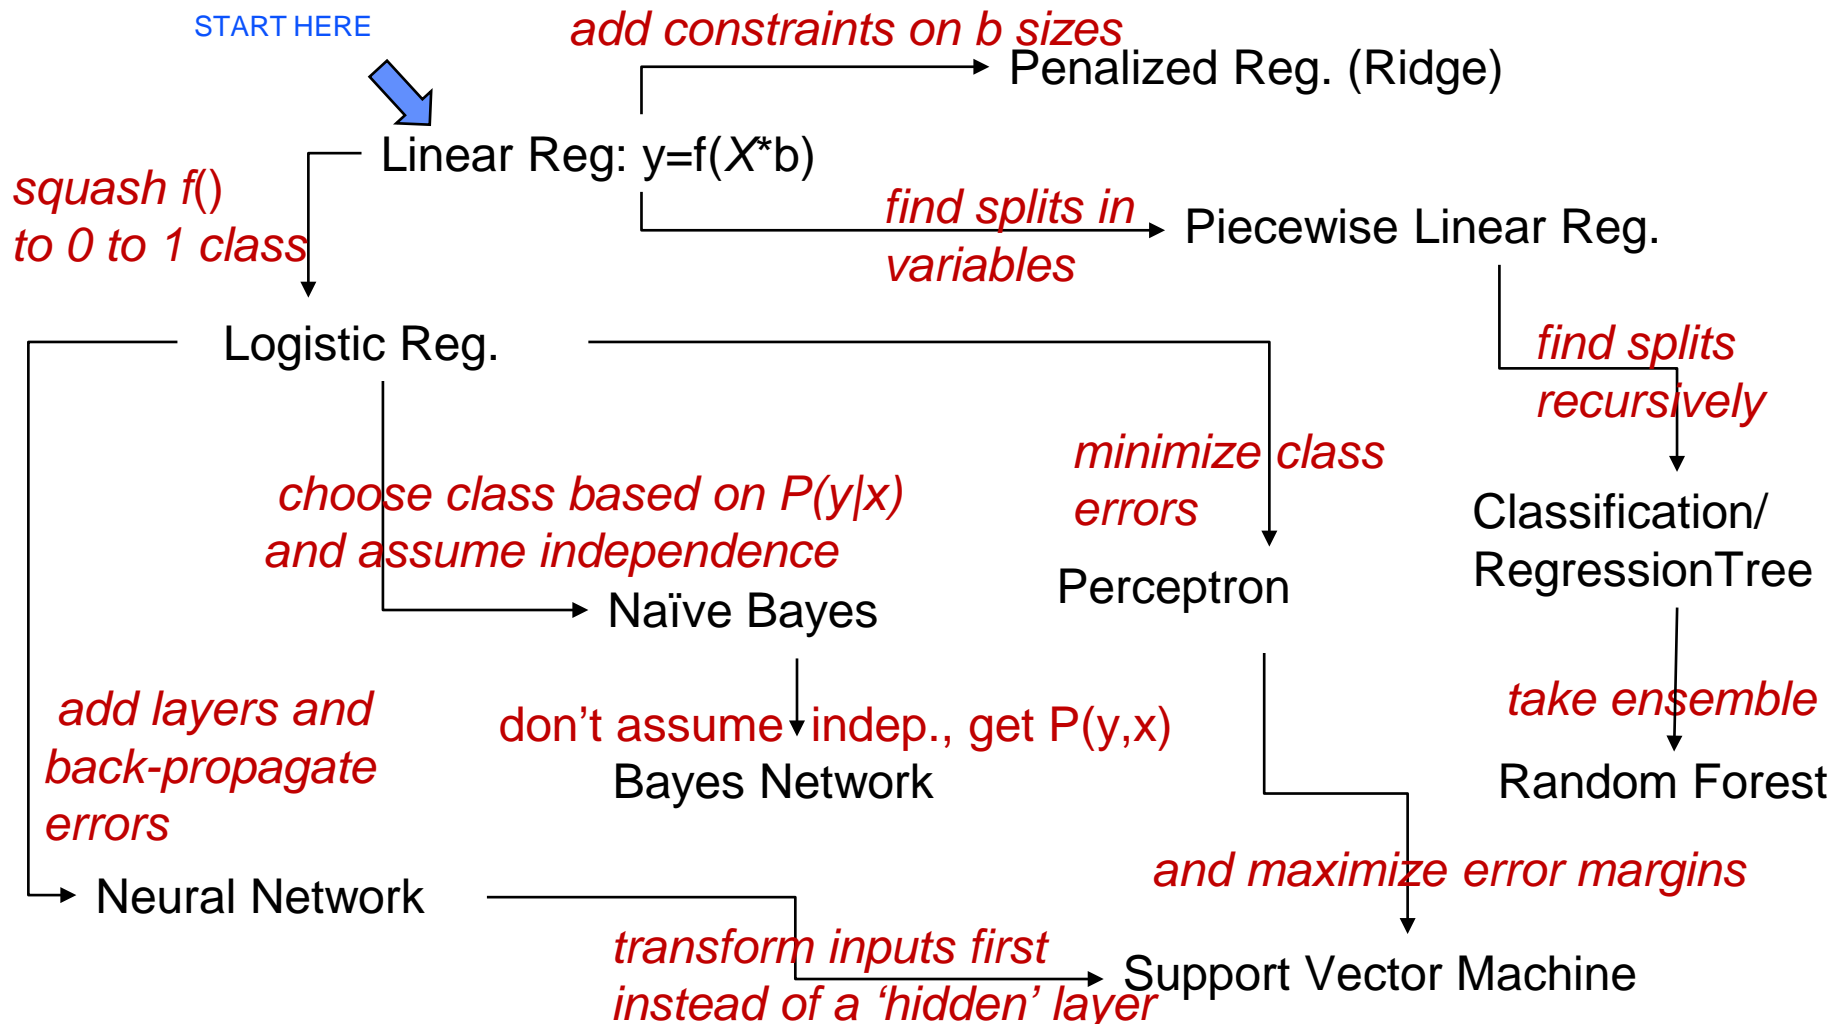 START HERE
add constraints on b sizes
Penalized Reg. (Ridge)
Linear Reg: y=f(X*b)
squash f()
to 0 to 1 class
find splits in
variables
Piecewise Linear Reg.
Logistic Reg.
find splits
recursively
minimize class
errors
choose class based on P(y|x)
and assume independence
Classification/
RegressionTree
Perceptron
Naïve Bayes
add layers and
back-propagate
errors
don’t assume indep., get P(y,x)
Bayes Network
take ensemble
Random Forest
and maximize error margins
Neural Network
transform inputs first
instead of a ‘hidden’ layer
Support Vector Machine